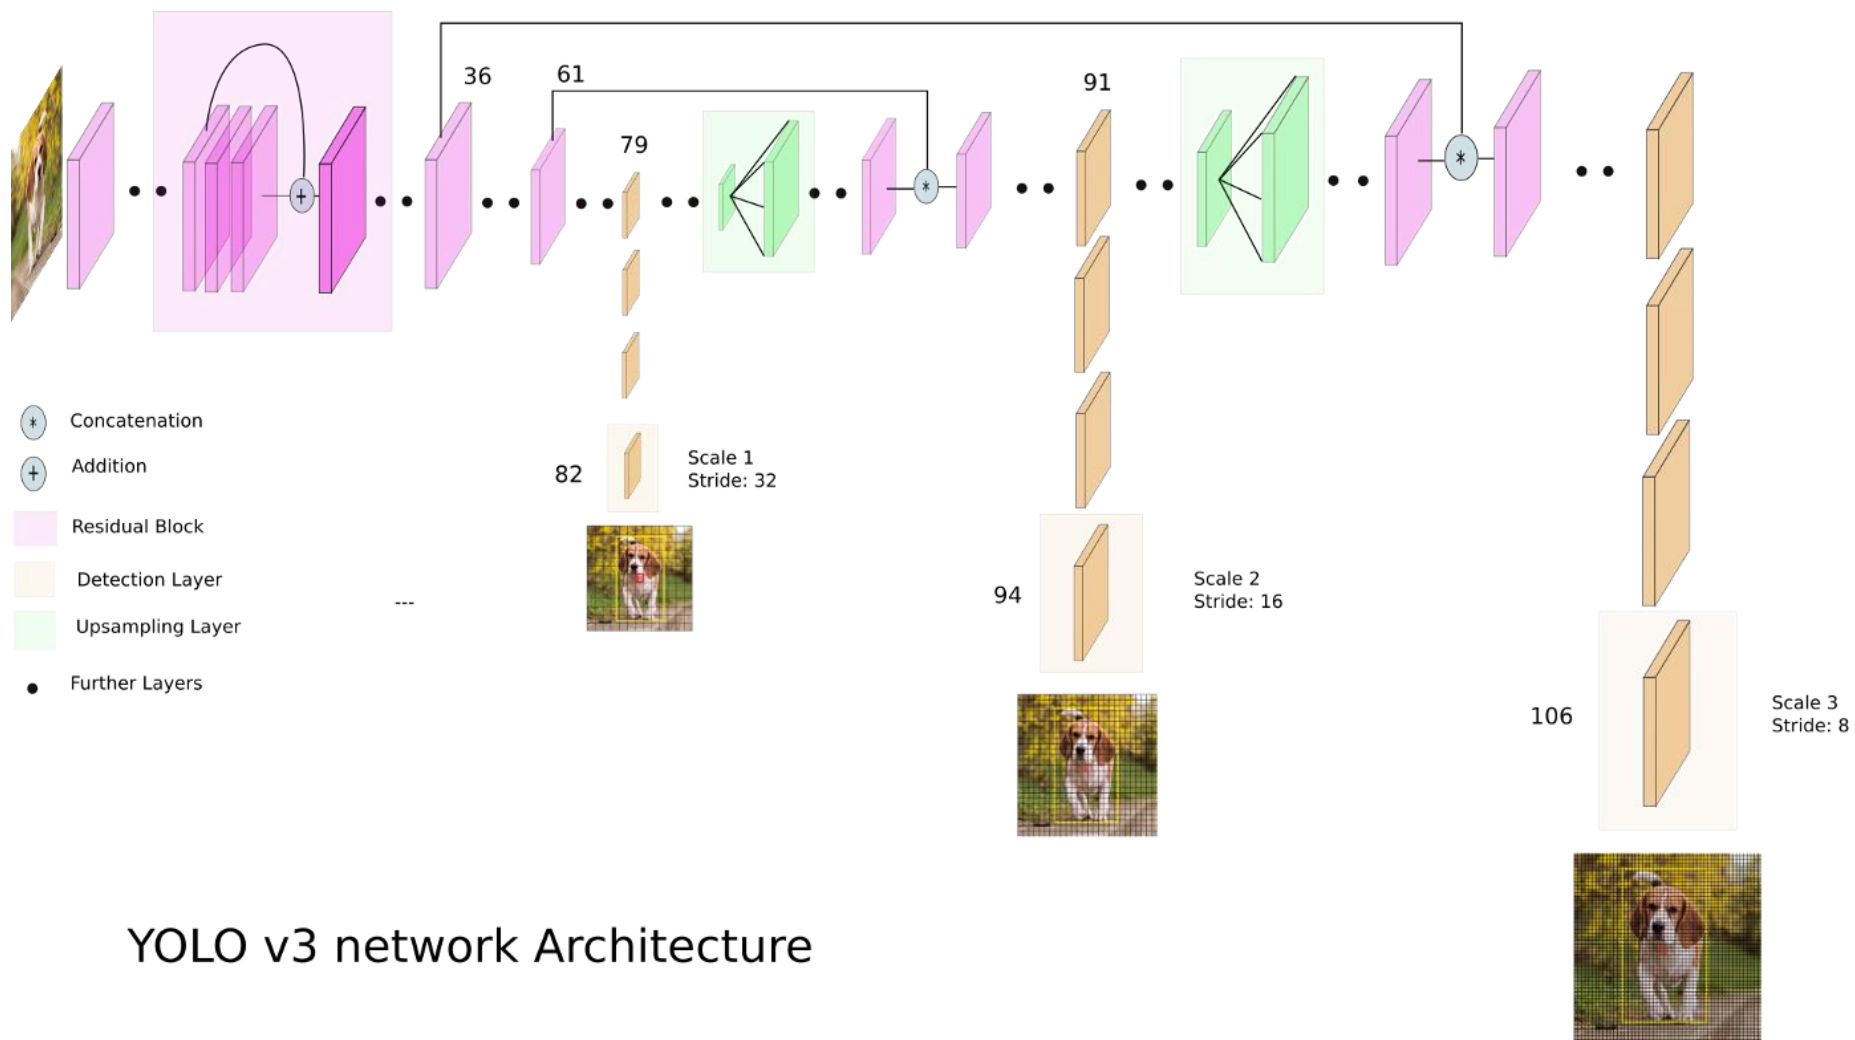 36
61
79
91
Concatenation
Addition
Residual Block
Detection Layer
Upsampling Layer
Further Layers
---
82
Scale 1
Stride: 32
94
Scale 2
Stride: 16
106
Scale 3
Stride: 8
YOLO v3 network Architecture